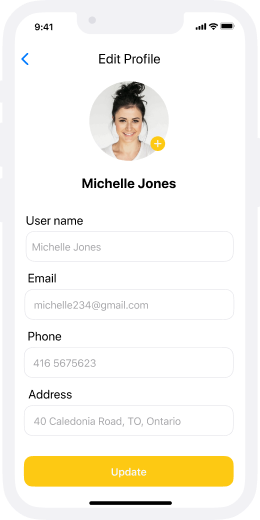 9:41
Edit Profile
Michelle Jones
User name
Michelle Jones
Email
michelle234@gmail.com
Phone
416 5675623
Address
40 Caledonia Road, TO, Ontario
Update